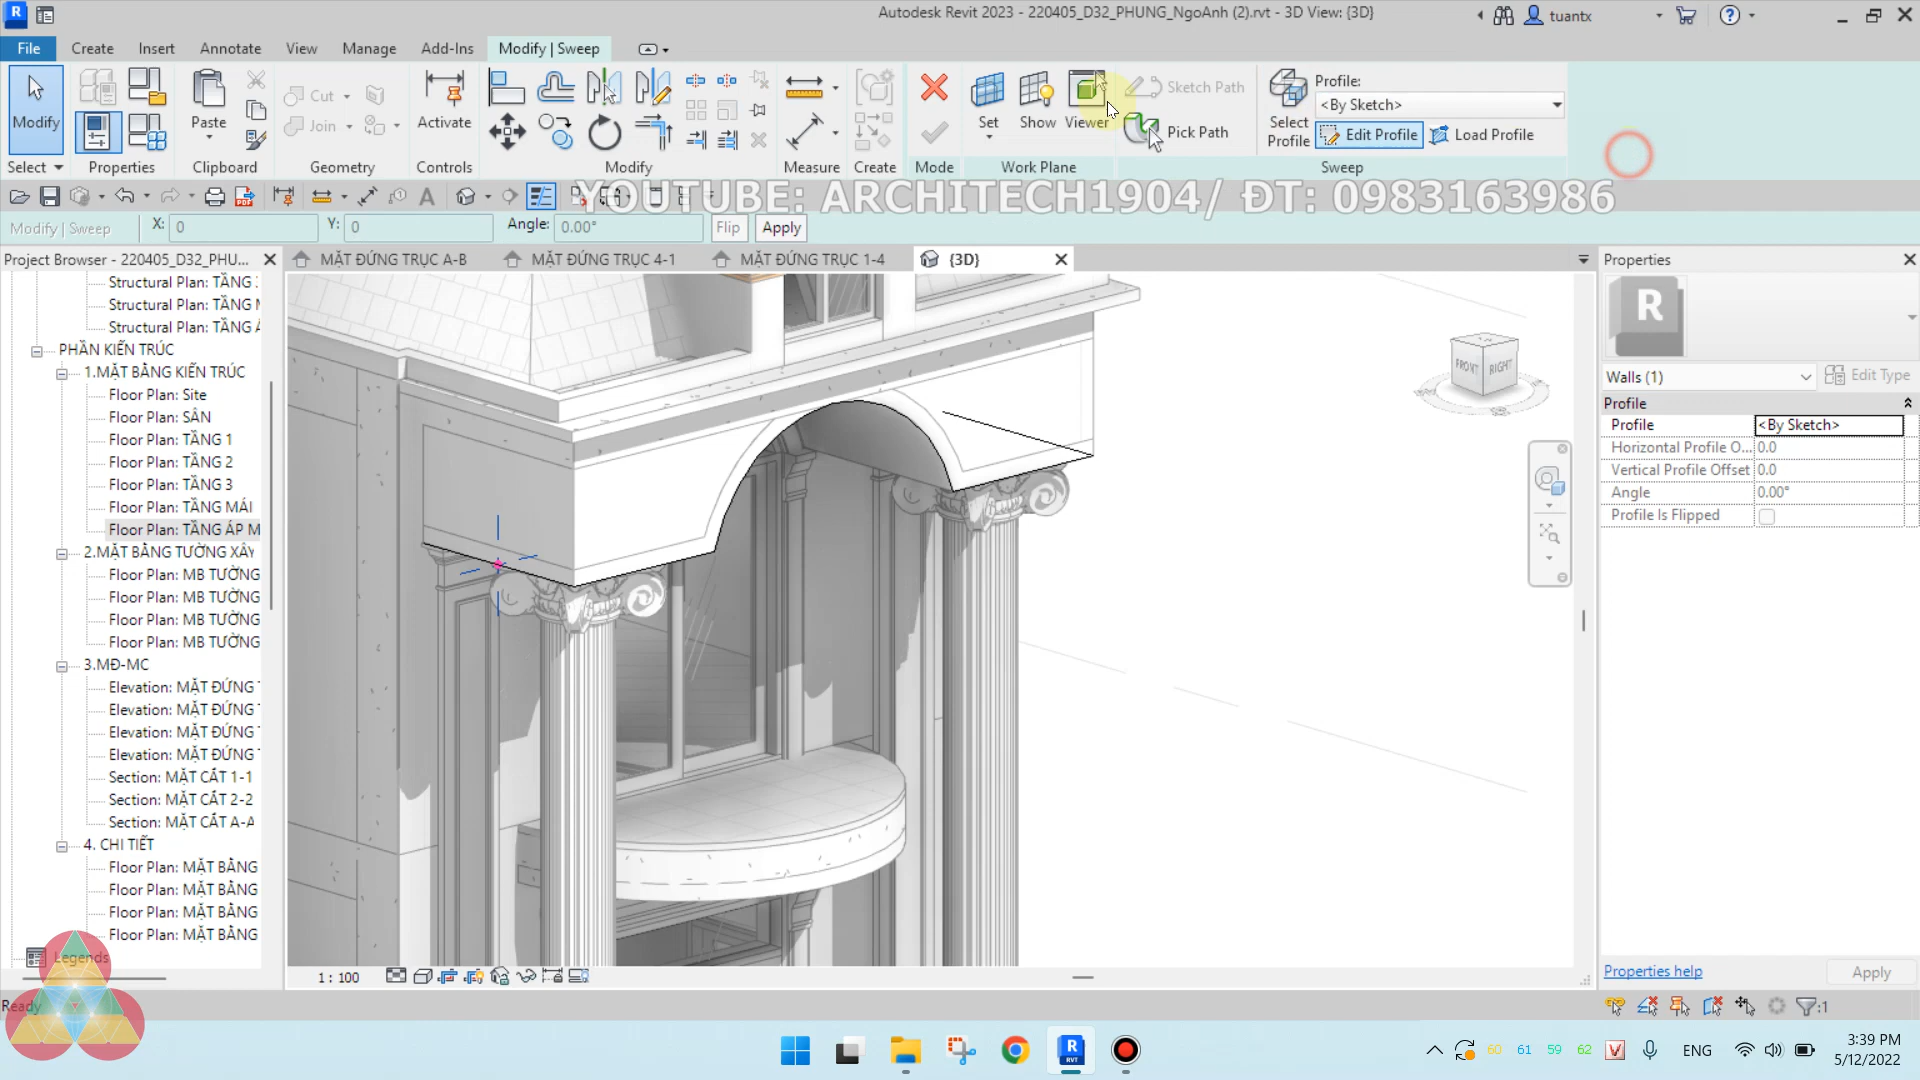 Autodesk Revit 2023 - 220405_D32_PHUNG_NgoAnh (2).rvt - 3D View: {3D}
tuantx
File Create Insert Annotate View Manage Add-Ins Modify | Sweep
Modify
Paste
Cut
Join
Activate
Set Show Viewer
Sketch Path
Pick Path
Select Profile
Profile:
<By Sketch>
Edit Profile Load Profile
Select Properties Clipboard Geometry Controls Modify Measure Create Mode Work Plane Sweep
YOUTUBE: ARCHITECH1904/ ĐT: 0983163986
Modify | Sweep X: 0 Y: 0 Angle: 0.00° Flip Apply
Project Browser - 220405_D32_PHU...
MẶT ĐỨNG TRỤC A-B MẶT ĐỨNG TRỤC 4-1 MẶT ĐỨNG TRỤC 1-4 {3D}
Structural Plan: TẦNG
Structural Plan: TẦNG
Structural Plan: TẦNG
PHẦN KIẾN TRÚC
1.MẶT BẰNG KIẾN TRÚC
Floor Plan: Site
Floor Plan: SÂN
Floor Plan: TẦNG 1
Floor Plan: TẦNG 2
Floor Plan: TẦNG 3
Floor Plan: TẦNG MÁI
Floor Plan: TẦNG ÁP M
2.MẶT BẰNG TƯỜNG XÂY
Floor Plan: MB TƯỜNG
Floor Plan: MB TƯỜNG
Floor Plan: MB TƯỜNG
Floor Plan: MB TƯỜNG
3.MĐ-MC
Elevation: MẶT ĐỨNG
Elevation: MẶT ĐỨNG
Elevation: MẶT ĐỨNG
Elevation: MẶT ĐỨNG
Section: MẶT CẮT 1-1
Section: MẶT CẮT 2-2
Section: MẶT CẮT A-A
4. CHI TIẾT
Floor Plan: MẶT BẰNG
Floor Plan: MẶT BẰNG
Floor Plan: MẶT BẰNG
Floor Plan: MẶT BẰNG
Legends
FRONT RIGHT
Properties
R
Walls (1) Edit Type
Profile
Profile <By Sketch>
Horizontal Profile O... 0.0
Vertical Profile Offset 0.0
Angle 0.00°
Profile Is Flipped
Properties help Apply
1 : 100
Ready
:1
60 61 59 62
ENG
3:39 PM
5/12/2022